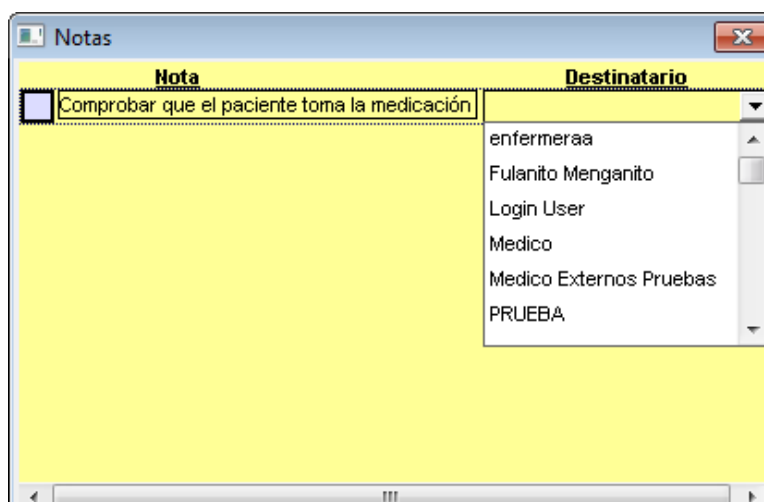 Notas
Nota Destinatario
Comprobar que el paciente toma la medicación
enfermeraa
Fulanito Menganito
Login User
Medico
Medico Externos Pruebas
PRUEBA